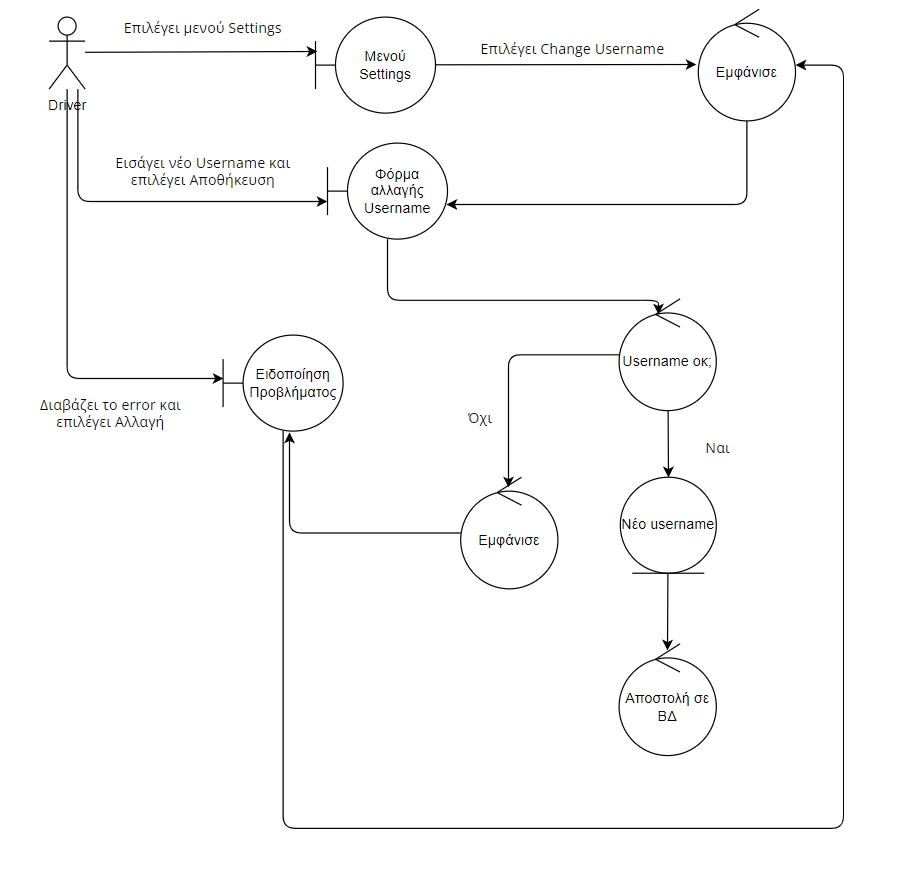 Επιλέγει μενού Settings
Driver
Μενού
Settings
Επιλέγει Change Username
Εμφάνισε
Εισάγει νέο Username και
επιλέγει Αποθήκευση
Φόρμα
αλλαγής
Username
Username οκ;
Ειδοποίηση
Προβλήματος
Διαβάζει το error και
επιλέγει Αλλαγή
Όχι
Ναι
Εμφάνισε
Νέο username
Αποστολή σε
ΒΔ